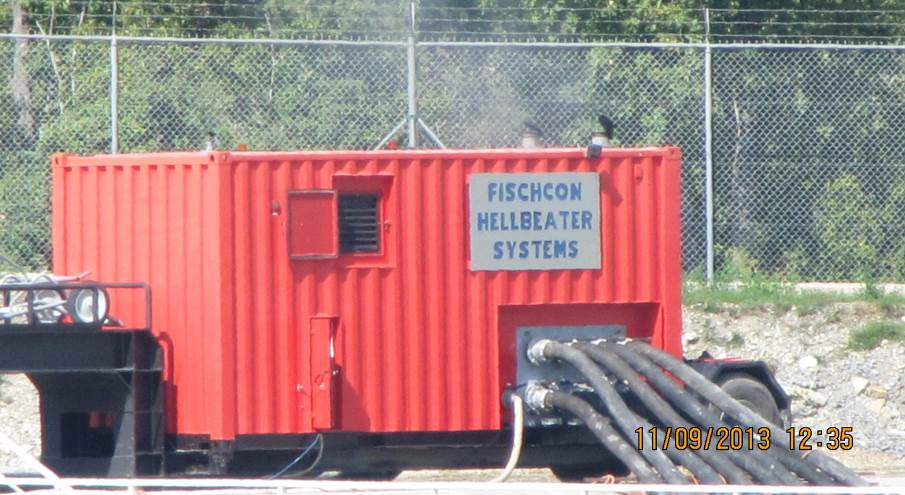 FISCHCON
HELLBEATER
SYSTEMS
11/09/2013 12:35